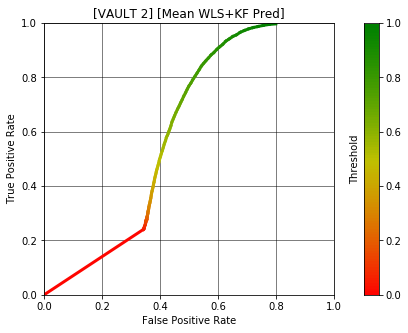 [VAULT 2] [Mean WLS+KF Pred]
1.0
0.8
0.6
0.4
0.2
0.0
True Positive Rate
0.0 0.2 0.4 0.6 0.8 1.0
False Positive Rate
Threshold
1.0
0.8
0.6
0.4
0.2
0.0